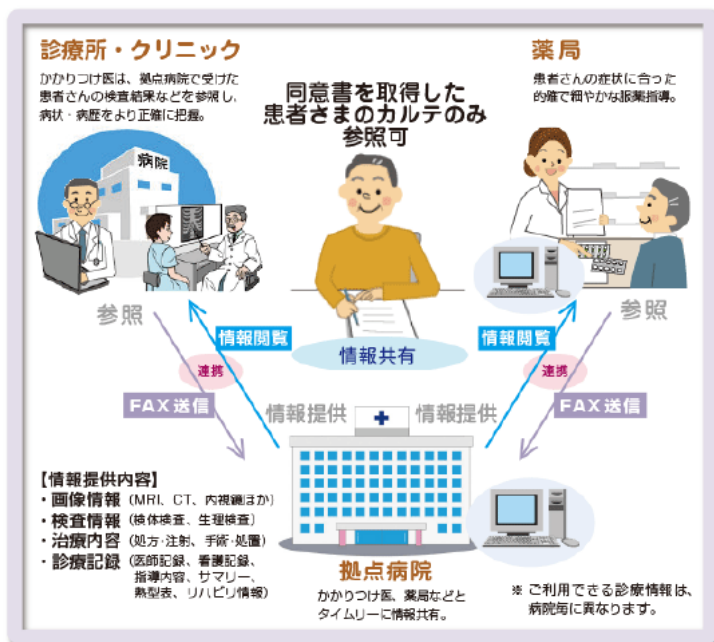 診療所・クリニック
かかりつけ医は、拠点病院で受けた
患者さんの検査結果などを参照し、
病状・病歴をより正確に把握。
病院
同意書を取得した
患者さまのカルテのみ
参照可
薬局
患者さんの症状に合った
的確で細やかな服薬指導。
参照
情報閲覧
連携
FAX送信
情報共有
参照
情報閲覧
連携
FAX送信
情報提供
情報提供
【情報提供内容】
・画像情報（MRI、CT、内視鏡ほか）
・検査情報（検体検査、生理検査）
・治療内容（処方・注射、手術・処置）
・診療記録（医師記録、看護記録、
指導内容、サマリー、
熱型表、リハビリ情報）
拠点病院
かかりつけ医、薬局などと
タイムリーに情報共有。
※ ご利用できる診療情報は、
病院毎に異なります。